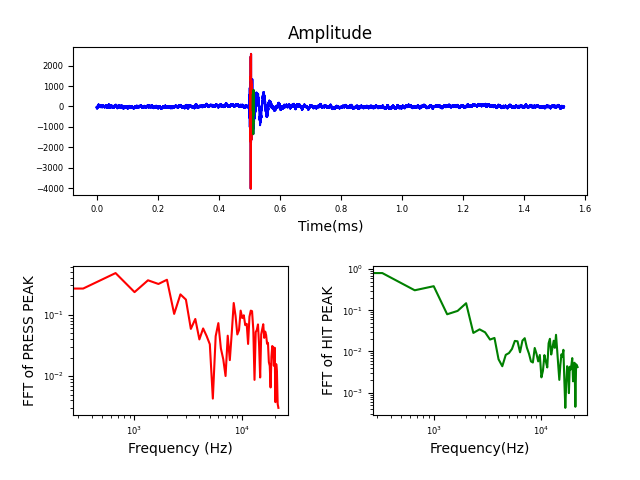 Amplitude
2000
1000
0
−1000
−2000
−3000
−4000
0.0 0.2 0.4 0.6 0.8 1.0 1.2 1.4 1.6
Time(ms)
FFT of PRESS PEAK
10⁻¹
10⁻²
10³ 10⁴
Frequency (Hz)
FFT of HIT PEAK
10⁰
10⁻¹
10⁻²
10⁻³
10³ 10⁴
Frequency(Hz)